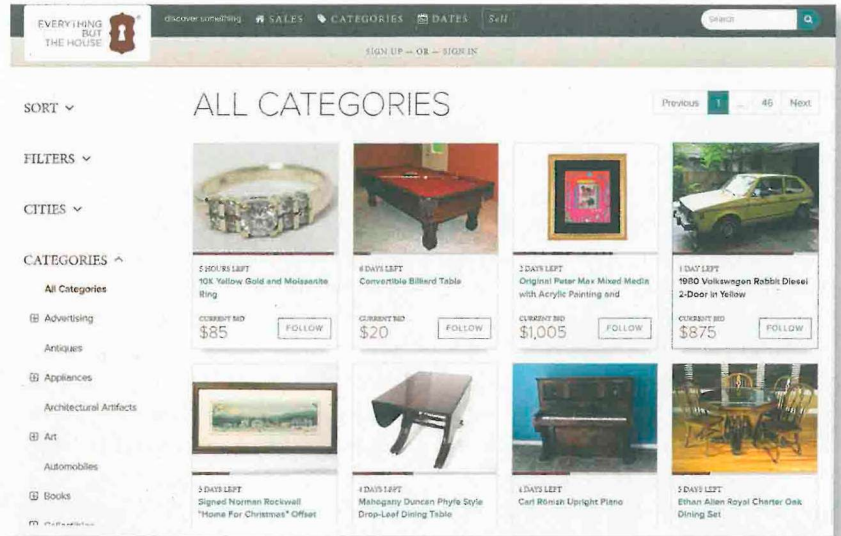 EVERYTHING
BUT
THE HOUSE
discover something SALES CATEGORIES DATES Sell
Search
SIGN UP – OR – SIGN IN
SORT
FILTERS
CITIES
CATEGORIES
All Categories
Advertising
Antiques
Appliances
Architectural Artifacts
Art
Automobiles
Books
Collectibles
ALL CATEGORIES
Previous 1 ... 46 Next
5 HOURS LEFT
10K Yellow Gold and Moissanite
Ring
CURRENT BID
$85 FOLLOW
6 DAYS LEFT
Convertible Billiard Table
CURRENT BID
$20 FOLLOW
2 DAYS LEFT
Original Peter Max Mixed Media
with Acrylic Painting and
CURRENT BID
$1,005 FOLLOW
1 DAY LEFT
1980 Volkswagen Rabbit Diesel
2-Door in Yellow
CURRENT BID
$875 FOLLOW
5 DAYS LEFT
Signed Norman Rockwell
"Home For Christmas" Offset
4 DAYS LEFT
Mahogany Duncan Phyfe Style
Drop-Leaf Dining Table
4 DAYS LEFT
Carl Rönsch Upright Piano
5 DAYS LEFT
Ethan Allen Royal Charter Oak
Dining Set